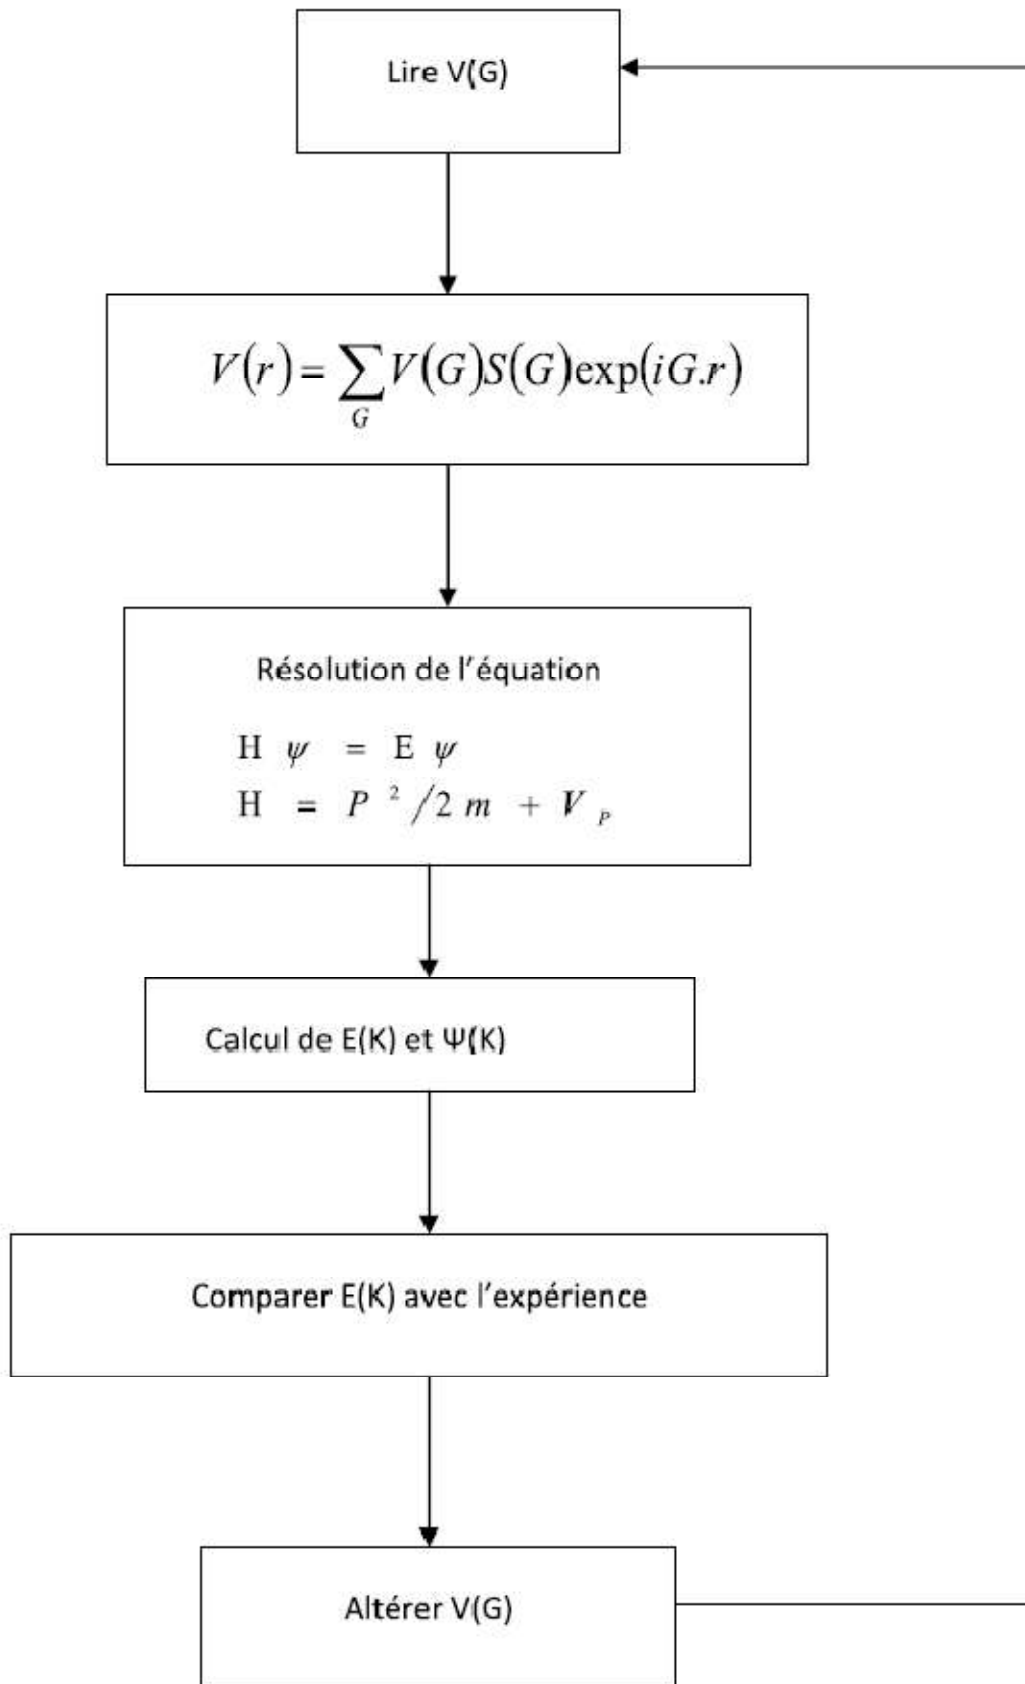 Lire V(G)
V(r) = ∑ V(G)S(G)exp(iG.r)
G
Résolution de l'équation
H ψ = E ψ
H = P ² /2 m + V P
Calcul de E(K) et Ψ(K)
Comparer E(K) avec l'expérience
Altérer V(G)